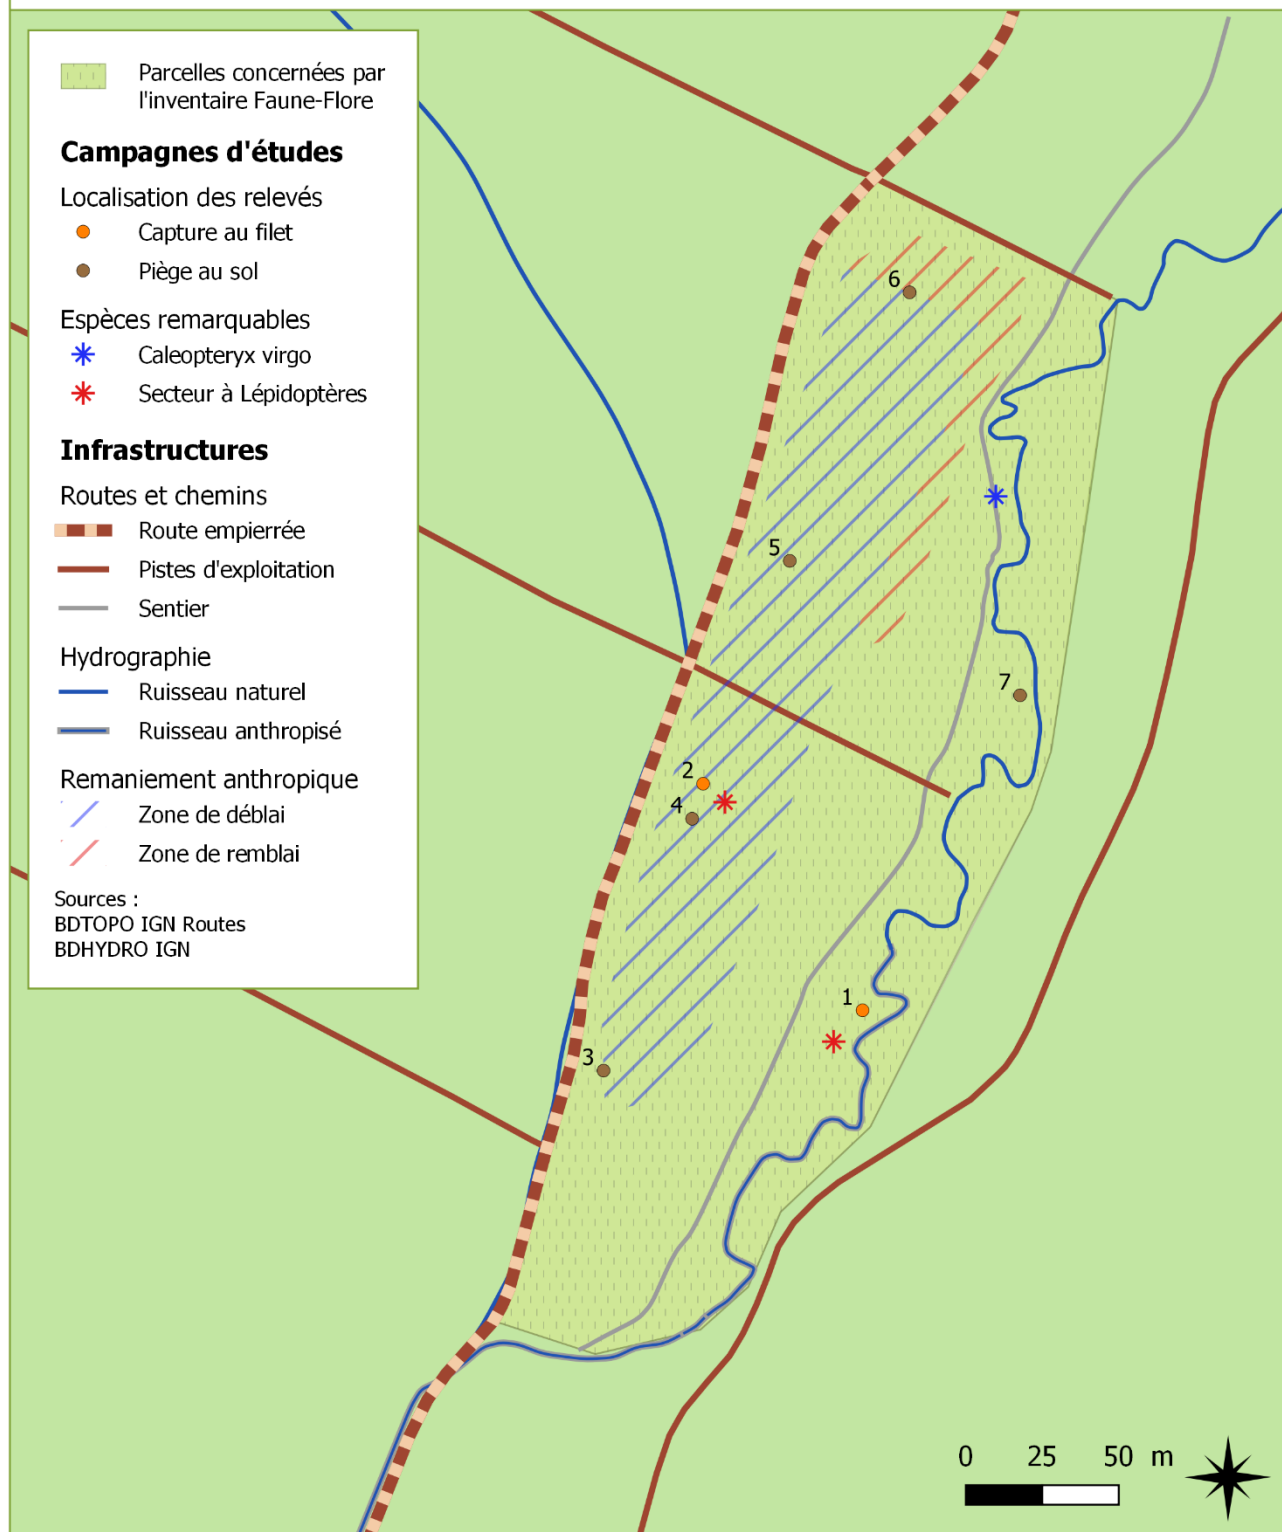 Parcelles concernées par
l'inventaire Faune-Flore
Campagnes d'études
Localisation des relevés
Capture au filet
Piège au sol
Espèces remarquables
Caleopteryx virgo
Secteur à Lépidoptères
Infrastructures
Routes et chemins
Route empierrée
Pistes d'exploitation
Sentier
Hydrographie
Ruisseau naturel
Ruisseau anthropisé
Remaniement anthropique
Zone de déblai
Zone de remblai
Sources :
BDTOPO IGN Routes
BDHYDRO IGN
6
5
7
2
4
1
3
0 25 50 m